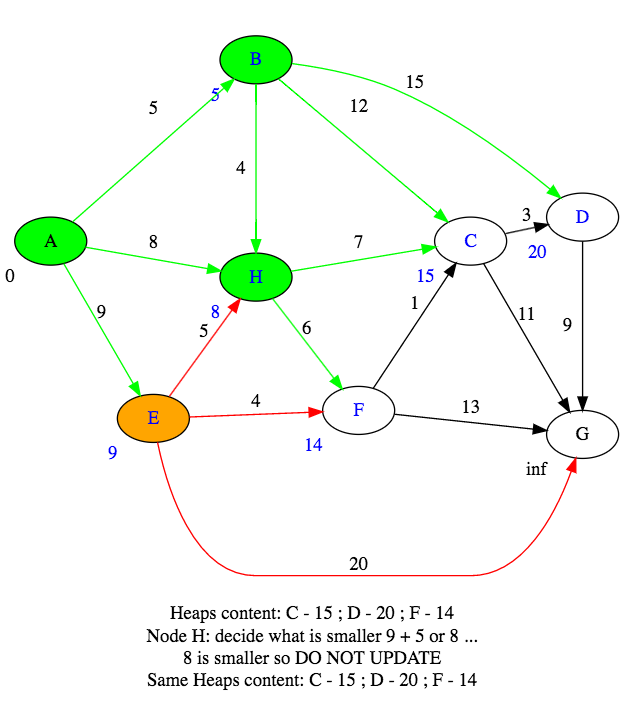 B
5
15
5
12
4
A
8
7
C
3
D
20
0
H
15
8
9
5
6
1
11
9
E
4
F
13
G
9
14
inf
20
Heaps content: C - 15 ; D - 20 ; F - 14
Node H: decide what is smaller 9 + 5 or 8 ...
8 is smaller so DO NOT UPDATE
Same Heaps content: C - 15 ; D - 20 ; F - 14